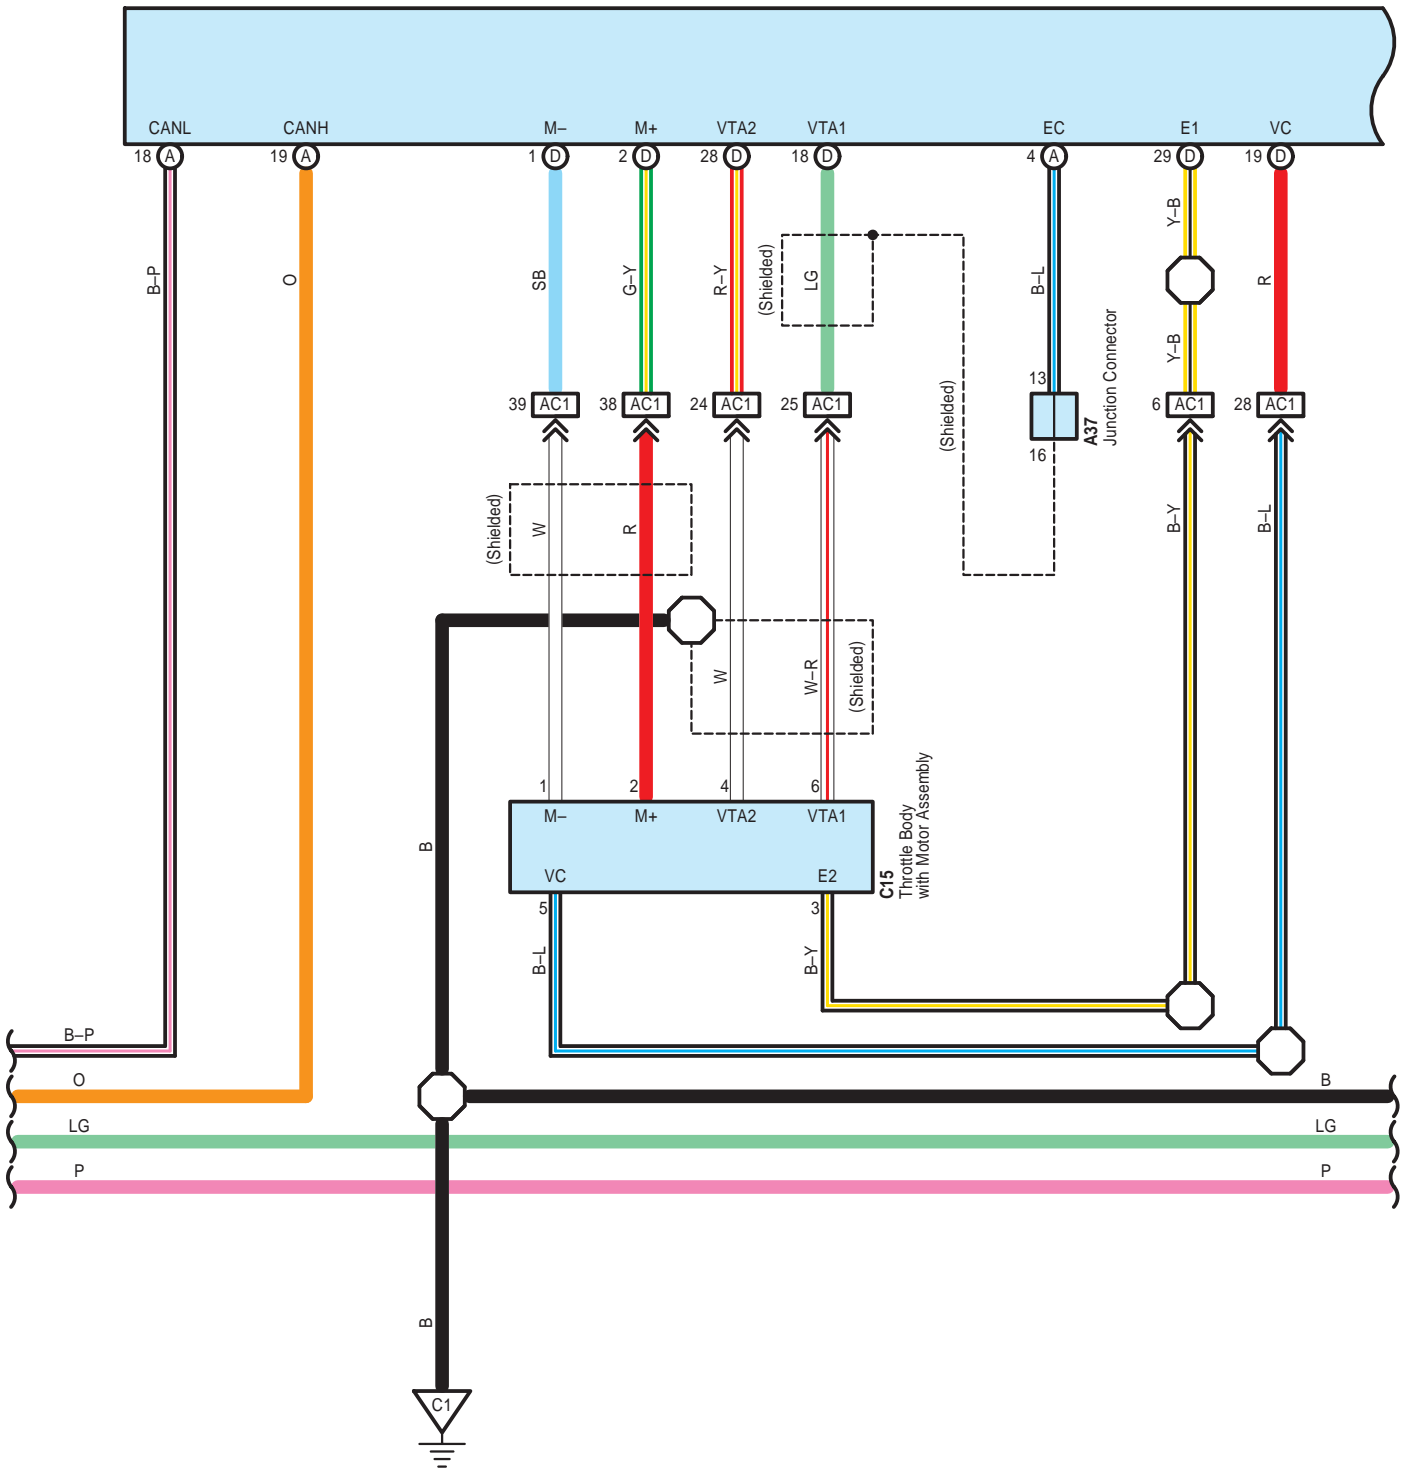 CANL CANH M– M+ VTA2 VTA1 EC E1 VC
18 A 19 A 1 D 2 D 28 D 18 D 4 A 29 D 19 D
Y–B
B–P
O
SB
G–Y
R–Y
(Shielded)
LG
B–L
R
Y–B
13
39 AC1 38 AC1 24 AC1 25 AC1 6 AC1 28 AC1
(Shielded)
A37
Junction Connector
16
(Shielded)
W
R
B–Y
B–L
W
W–R
(Shielded)
1 2 4 6
M– M+ VTA2 VTA1
VC E2
C15
Throttle Body
with Motor Assembly
B
5 3
B–L
B–Y
B–P
O B
LG LG
P P
B
C1